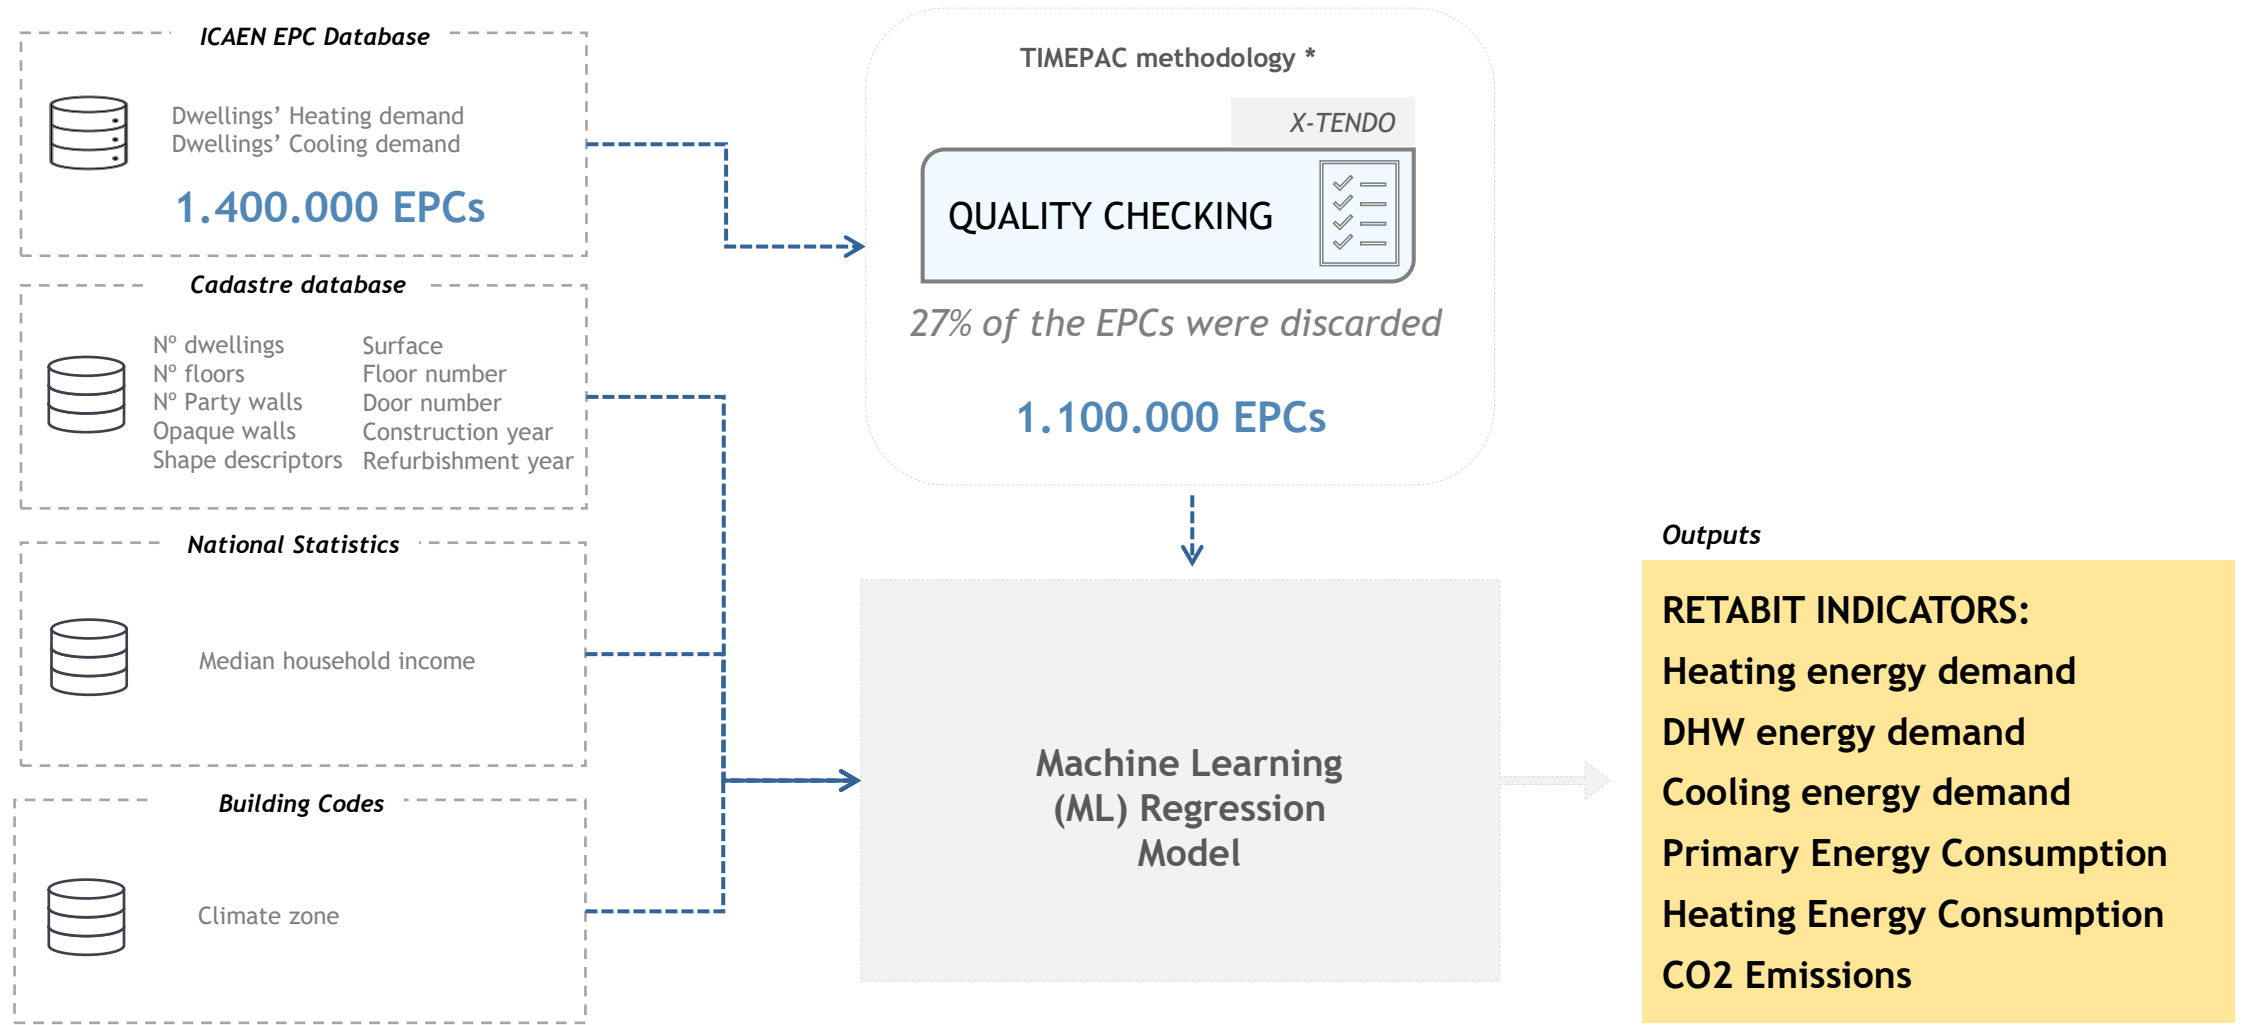 ICAEN EPC Database
Dwellings’ Heating demand
Dwellings’ Cooling demand
1.400.000 EPCs
Cadastre database
Nº dwellings
Nº floors
Nº Party walls
Opaque walls
Shape descriptors
Surface
Floor number
Door number
Construction year
Refurbishment year
National Statistics
Median household income
Building Codes
Climate zone
TIMEPAC methodology *
X-TENDO
QUALITY CHECKING
27% of the EPCs were discarded
1.100.000 EPCs
Machine Learning
(ML) Regression
Model
Outputs
RETABIT INDICATORS:
Heating energy demand
DHW energy demand
Cooling energy demand
Primary Energy Consumption
Heating Energy Consumption
CO2 Emissions